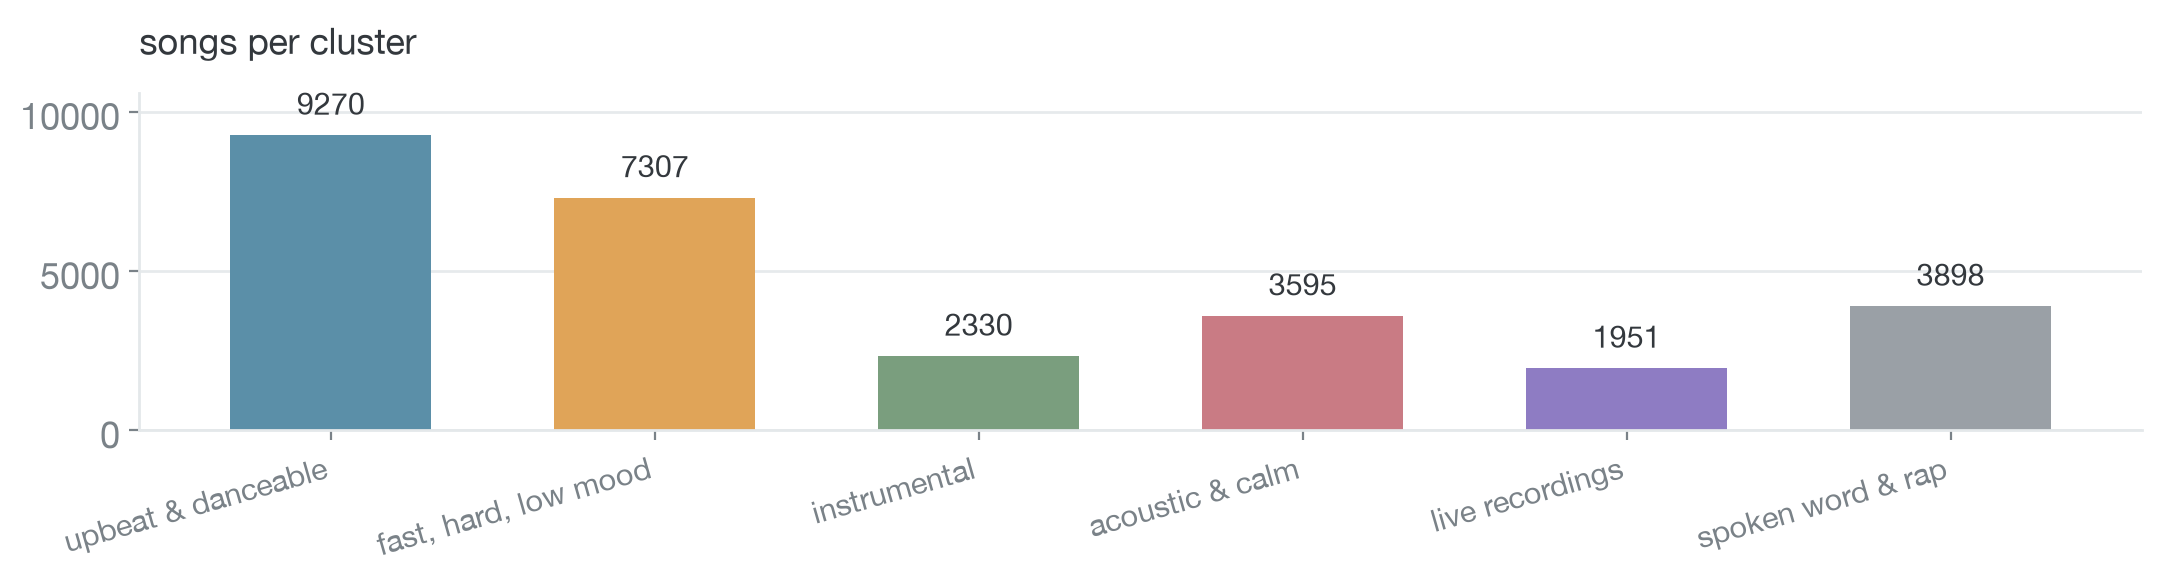 songs per cluster
10000
5000
0
9270
7307
2330
3595
1951
3898
upbeat & danceable
fast, hard, low mood
instrumental
acoustic & calm
live recordings
spoken word & rap